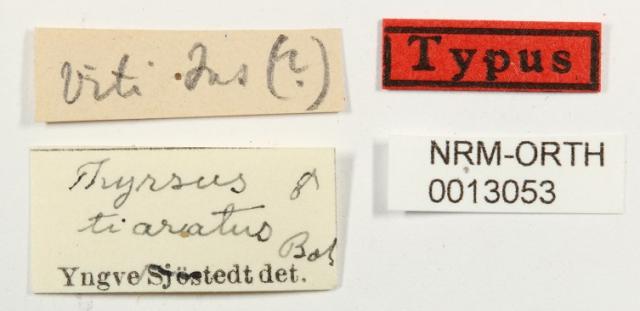 Viti Ins (?)
Typus
Thyrsus ♂
tiaratus
Bol
Yngve Sjöstedt det.
NRM-ORTH
0013053